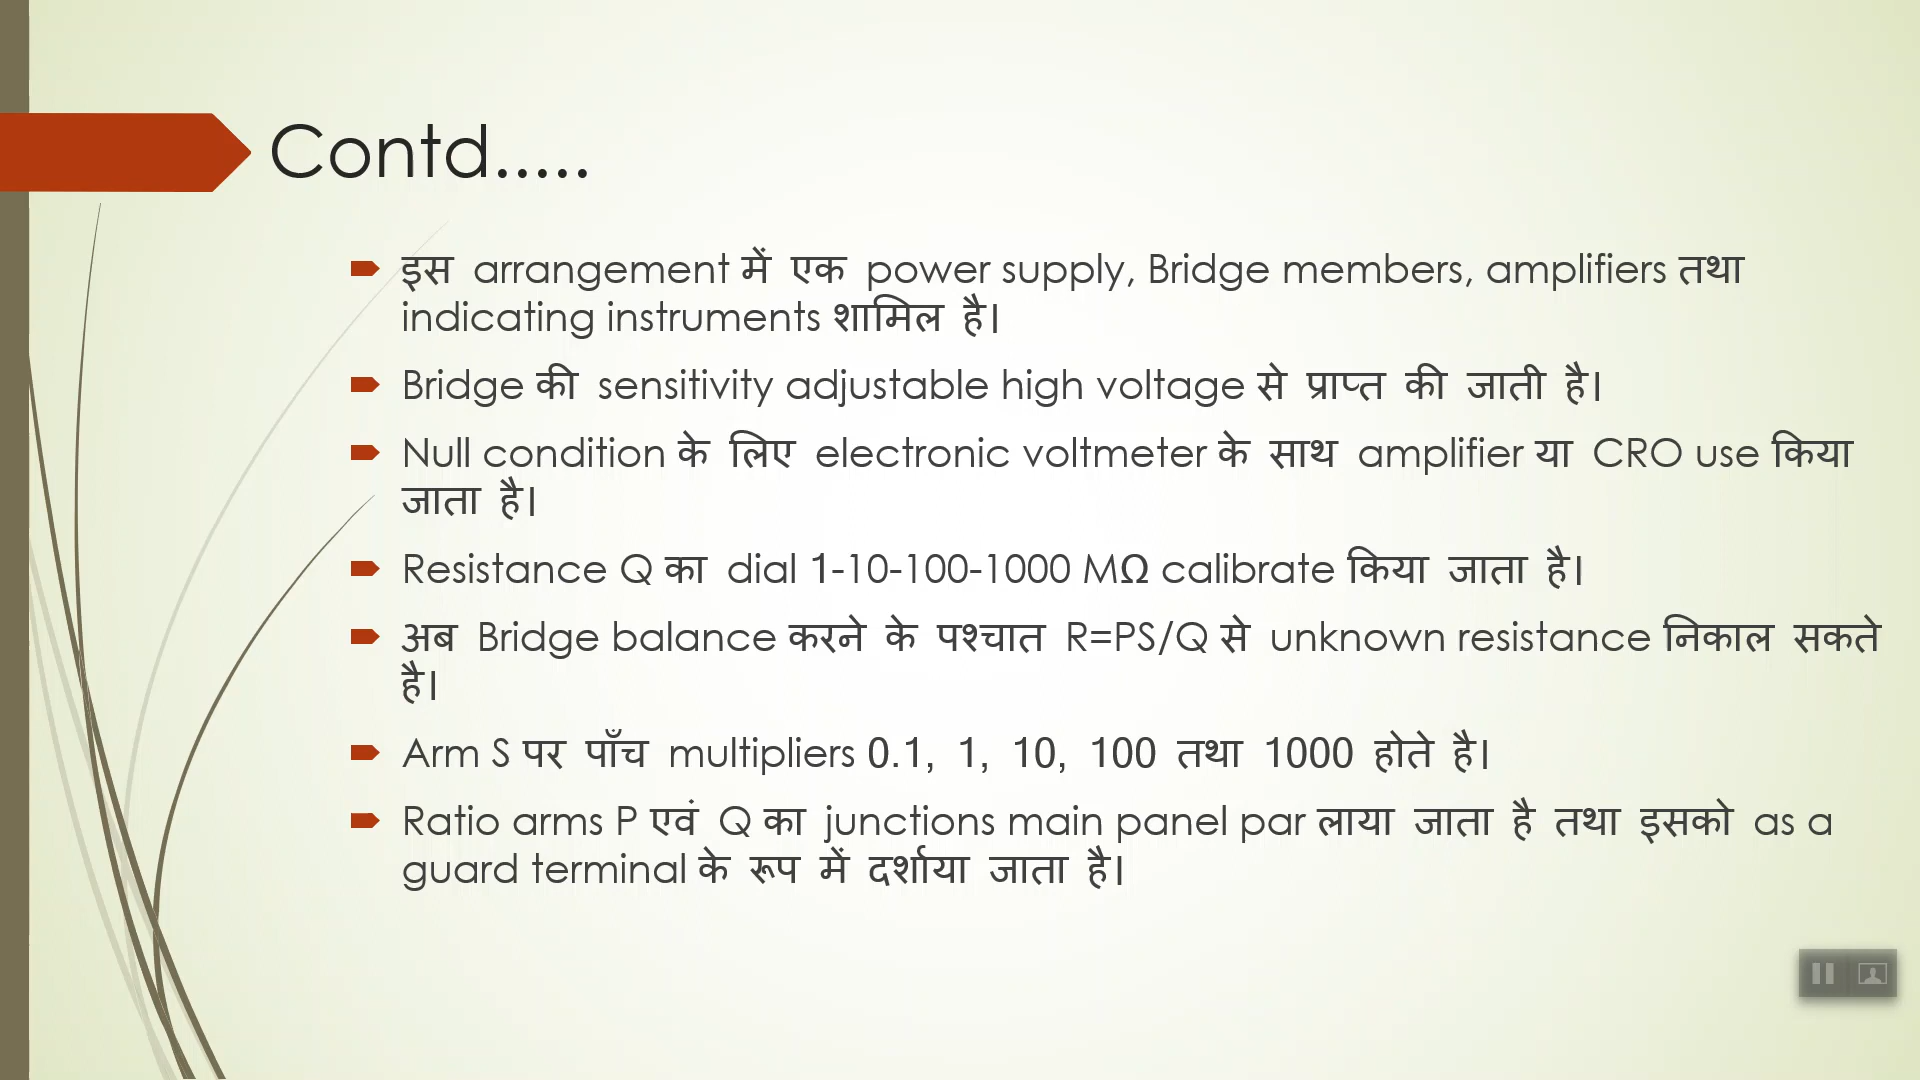 Contd.....
इस arrangement में एक power supply, Bridge members, amplifiers तथा
indicating instruments शामिल है।
Bridge की sensitivity adjustable high voltage से प्राप्त की जाती है।
Null condition के लिए electronic voltmeter के साथ amplifier या CRO use किया
जाता है।
Resistance Q का dial 1-10-100-1000 MΩ calibrate किया जाता है।
अब Bridge balance करने के पश्चात R=PS/Q से unknown resistance निकाल सकते
है।
Arm S पर पाँच multipliers 0.1, 1, 10, 100 तथा 1000 होते है।
Ratio arms P एवं Q का junctions main panel par लाया जाता है तथा इसको as a
guard terminal के रूप में दर्शाया जाता है।